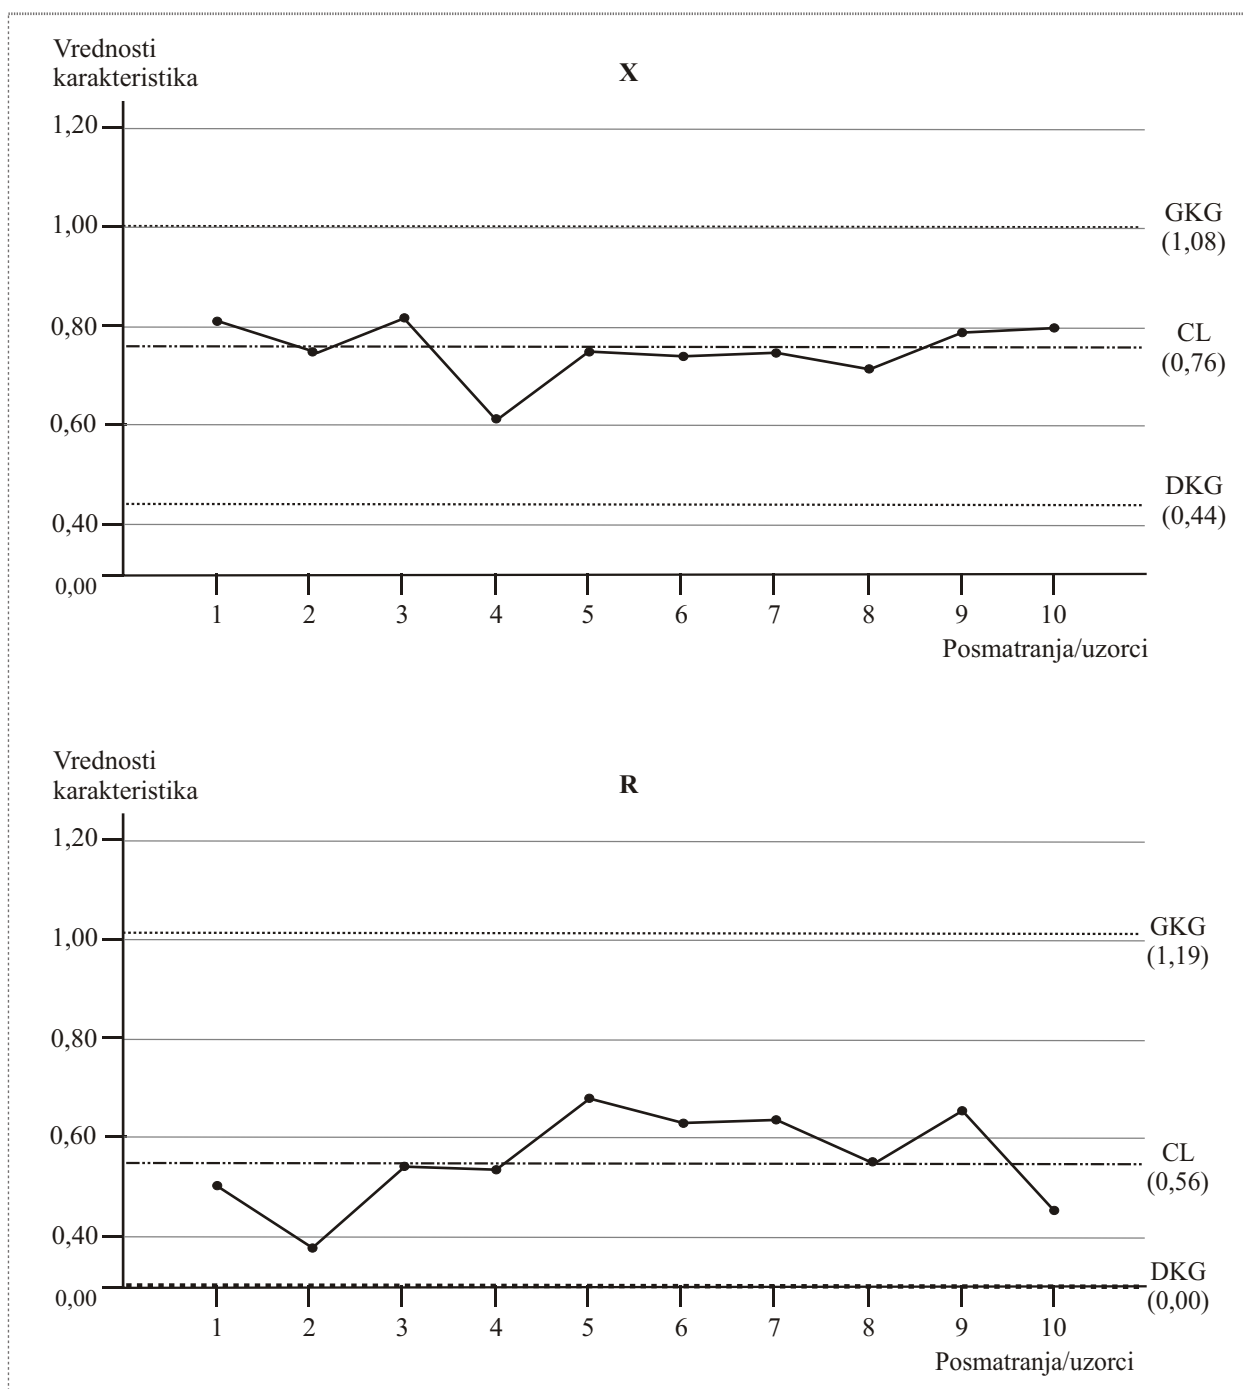 Vrednosti
karakteristika
X
1,20
1,00
0,80
0,60
0,40
0,00
GKG
(1,08)
CL
(0,76)
DKG
(0,44)
1 2 3 4 5 6 7 8 9 10
Posmatranja/uzorci
Vrednosti
karakteristika
R
1,20
1,00
0,80
0,60
0,40
0,00
GKG
(1,19)
CL
(0,56)
DKG
(0,00)
1 2 3 4 5 6 7 8 9 10
Posmatranja/uzorci